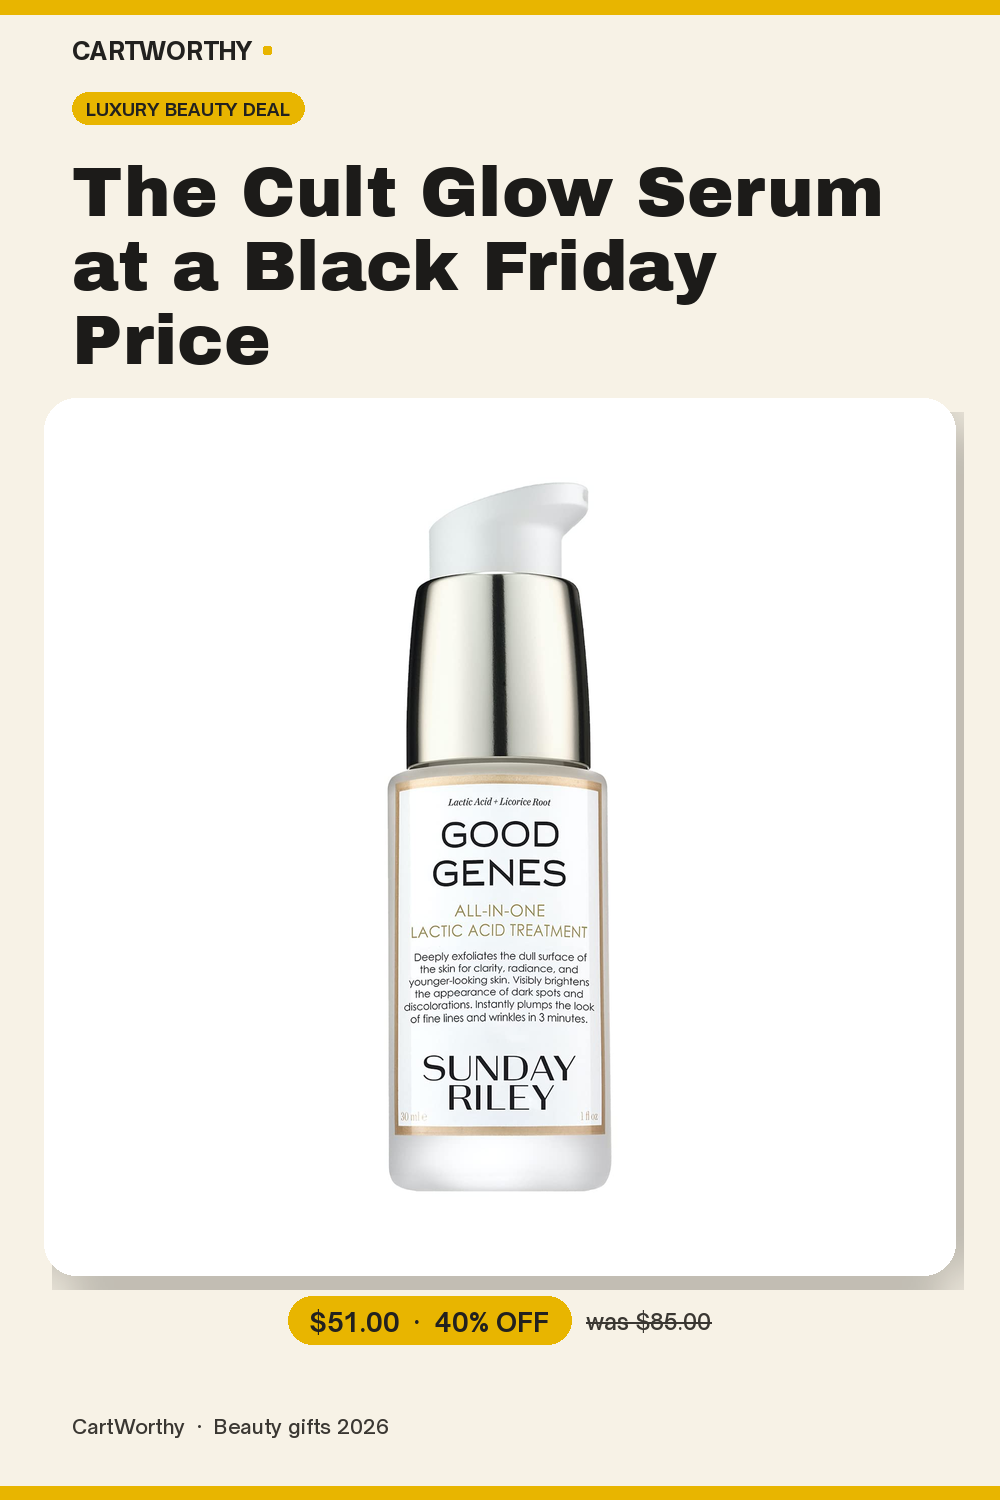 CARTWORTHY
LUXURY BEAUTY DEAL
The Cult Glow Serum
at a Black Friday
Price
Lactic Acid + Licorice Root
GOOD
GENES
ALL-IN-ONE
LACTIC ACID TREATMENT
Deeply exfoliates the dull surface of
the skin for clarity, radiance, and
younger-looking skin. Visibly brightens
the appearance of dark spots and
discolorations. Instantly plumps the look
of fine lines and wrinkles in 3 minutes.
SUNDAY
RILEY
30 ml e 1 fl oz
$51.00 · 40% OFF was $85.00
CartWorthy · Beauty gifts 2026